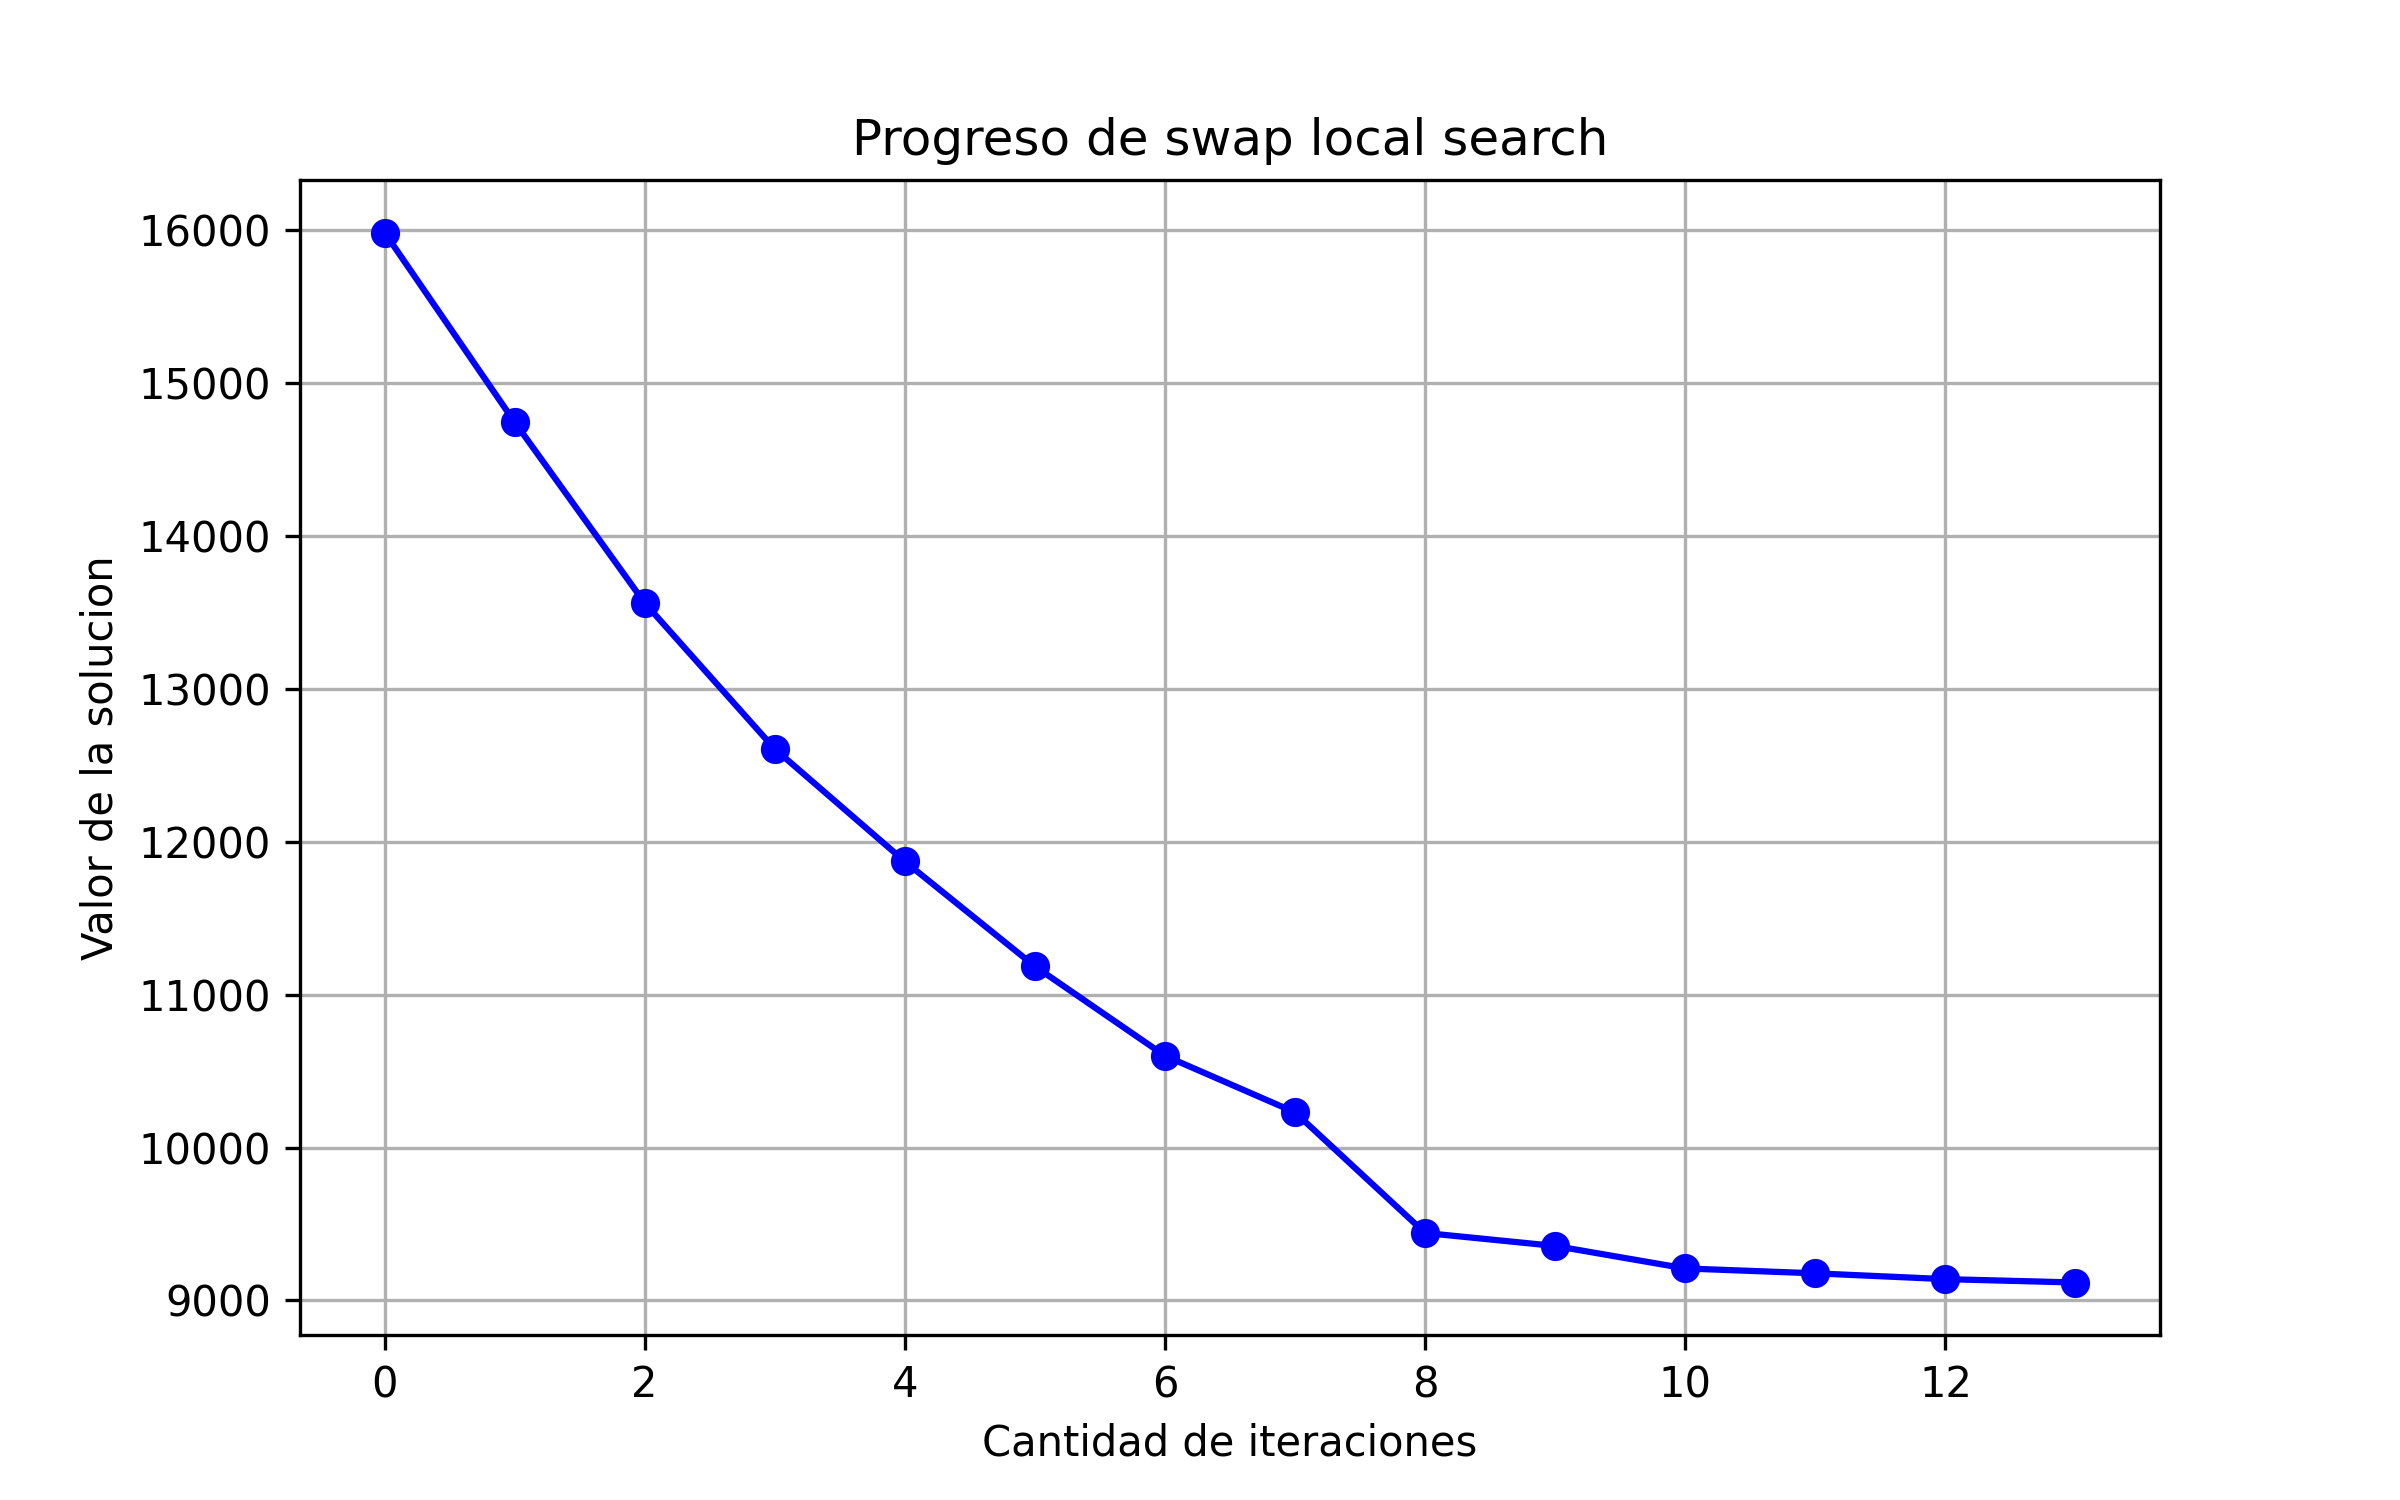 Progreso de swap local search
16000
15000
14000
13000
12000
11000
10000
9000
Valor de la solucion
0 2 4 6 8 10 12
Cantidad de iteraciones